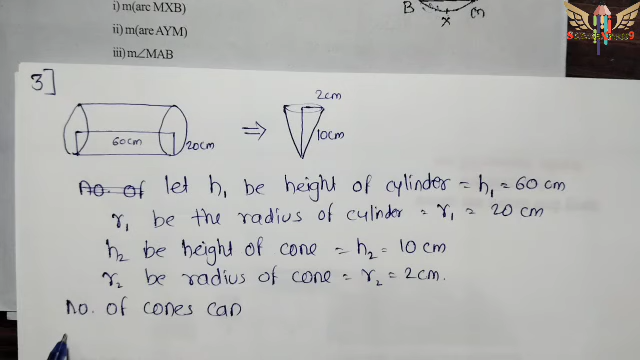 i) m(arc MXB)
ii) m(are AYM)
iii) m∠MAB
B x m
3]
60cm 20cm ⇒ 2cm 10cm
No. of let h₁ be height of cylinder = h₁ = 60 cm
r₁ be the radius of cylinder = r₁ = 20 cm
h₂ be height of cone = h₂ = 10 cm
r₂ be radius of cone = r₂ = 2cm.
no. of cones can